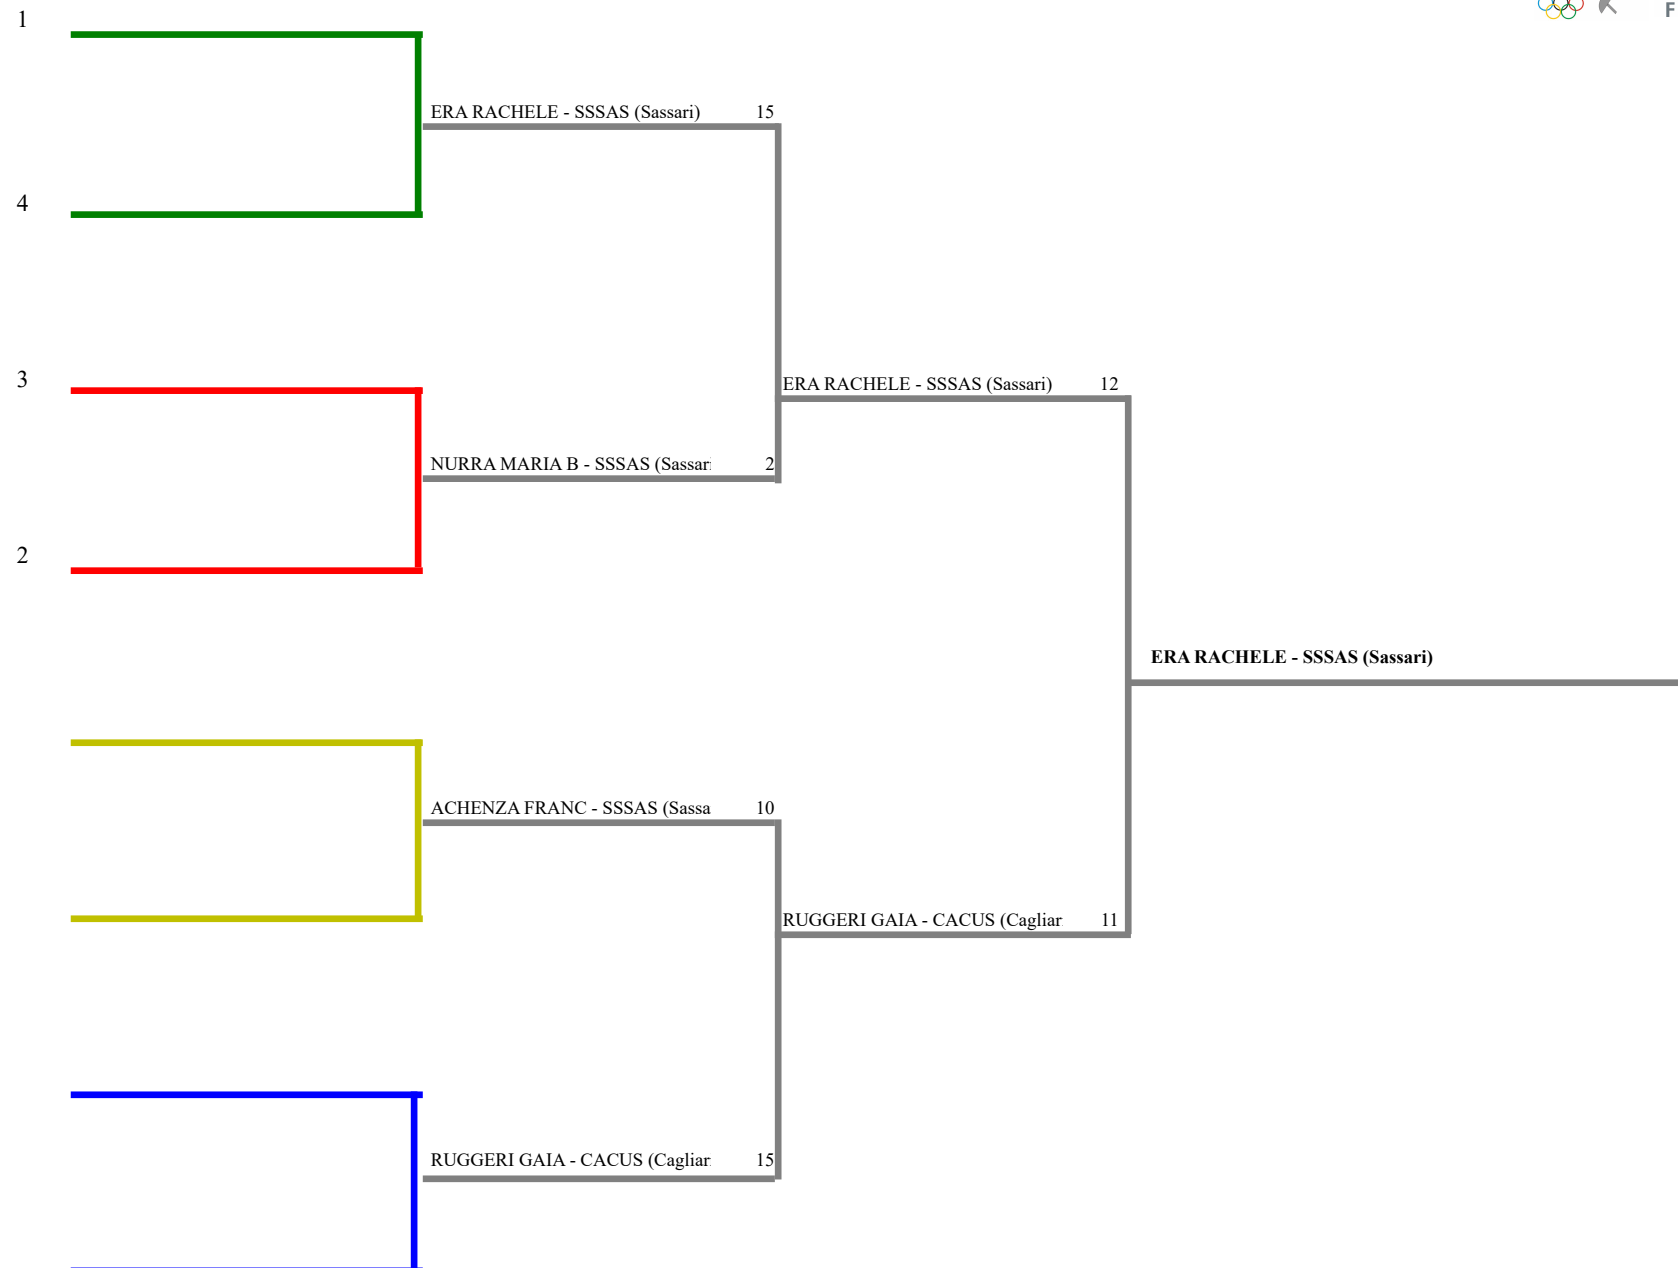 1
F
ERA RACHELE - SSSAS (Sassari) 15
4
3
ERA RACHELE - SSSAS (Sassari) 12
NURRA MARIA B - SSSAS (Sassari 2
2
ERA RACHELE - SSSAS (Sassari)
ACHENZA FRANC - SSSAS (Sassa 10
RUGGERI GAIA - CACUS (Cagliar 11
RUGGERI GAIA - CACUS (Cagliar 15